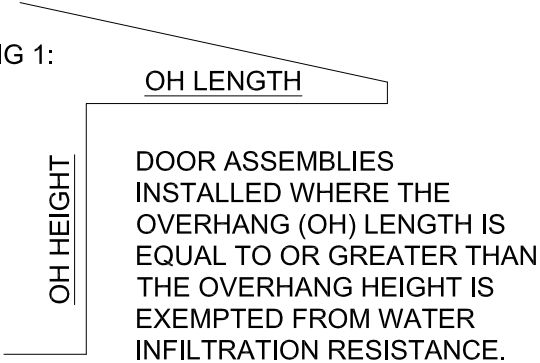 1:
OH LENGTH
OH HEIGHT
DOOR ASSEMBLIES
INSTALLED WHERE THE
OVERHANG (OH) LENGTH IS
EQUAL TO OR GREATER THAN
THE OVERHANG HEIGHT IS
EXEMPTED FROM WATER
INFILTRATION RESISTANCE.